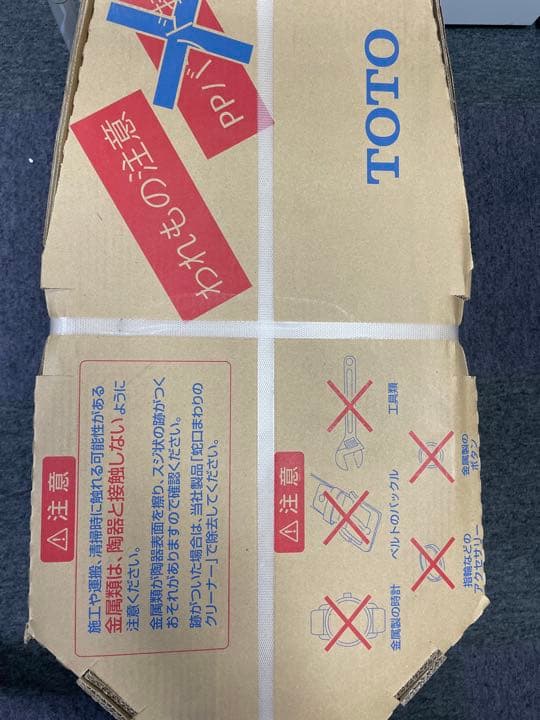 TOTO
われもの注意
PPバ
注意
施工や運搬、清掃時に触れる可能性がある
金属類は、陶器と接触しないように
注意ください。
金属類が陶器表面を擦り、スジ状の跡がつく
おそれがありますので確認ください。
跡がついた場合は、当社製品「蛇口まわりの
クリーナー」で除去してください。
注意
工具類
ベルトのバックル
金属製の時計
金属製の
ボタン
指輪などの
アクセサリー